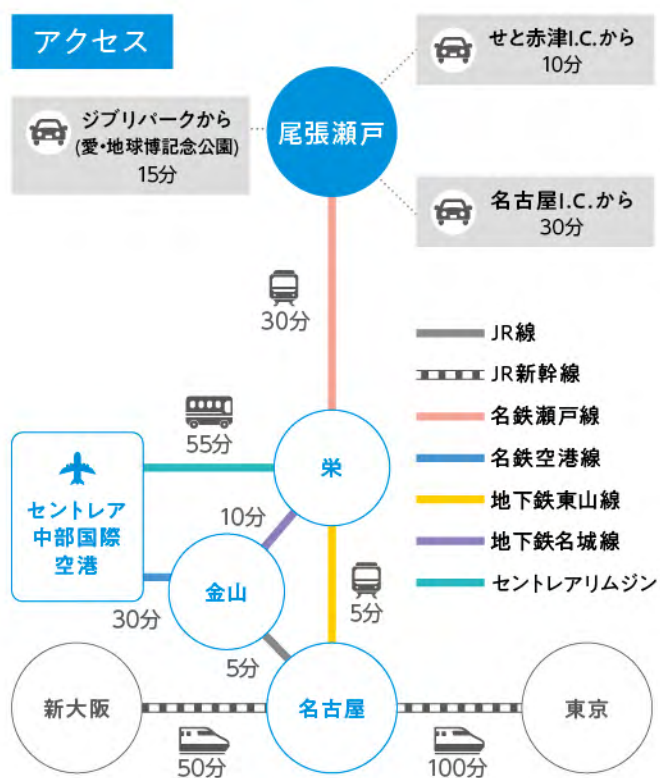 アクセス
せと赤津I.C.から
10分
ジブリパークから
(愛・地球博記念公園)
15分
尾張瀬戸
名古屋I.C.から
30分
30分
JR線
JR新幹線
名鉄瀬戸線
名鉄空港線
地下鉄東山線
地下鉄名城線
セントレアリムジン
55分
栄
セントレア
中部国際
空港
10分
金山
30分
5分
5分
新大阪
名古屋
東京
50分
100分